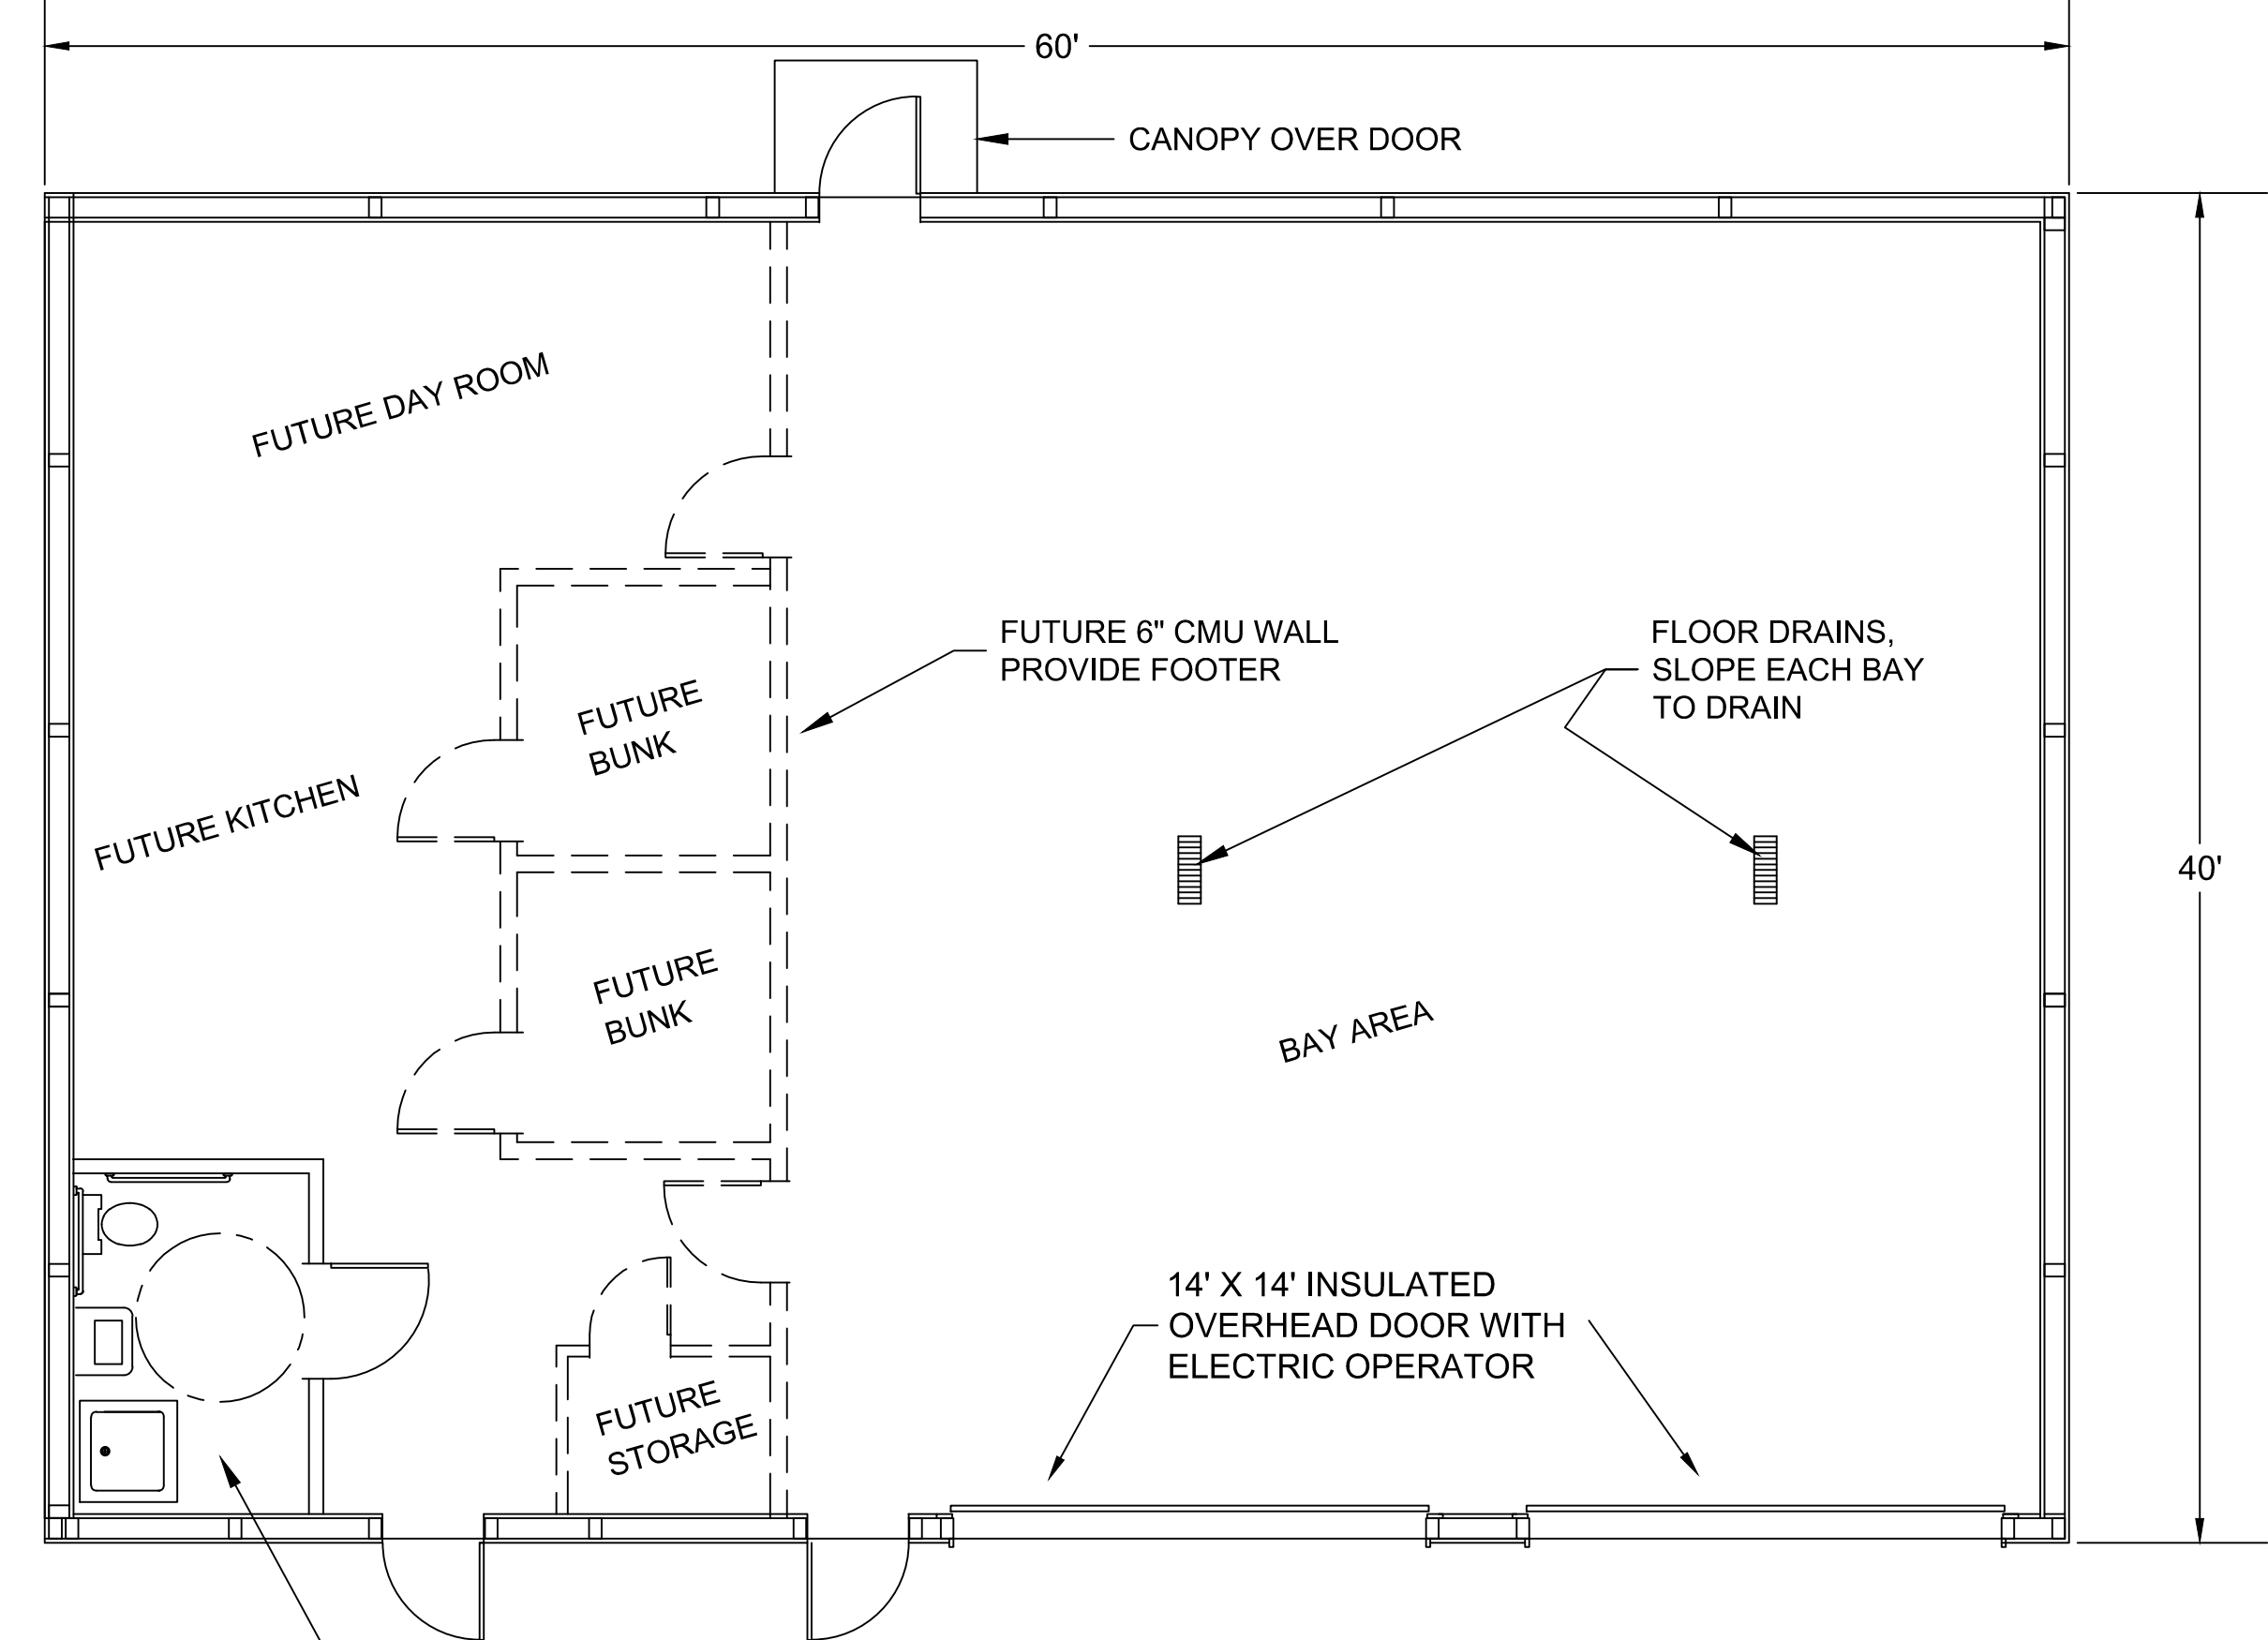 60'
CANOPY OVER DOOR
FUTURE DAY ROOM
FUTURE 6" CMU WALL
PROVIDE FOOTER
FLOOR DRAINS,
SLOPE EACH BAY
TO DRAIN
FUTURE
BUNK
FUTURE KITCHEN
40'
FUTURE
BUNK
BAY AREA
14' X 14' INSULATED
OVERHEAD DOOR WITH
ELECTRIC OPERATOR
FUTURE
STORAGE